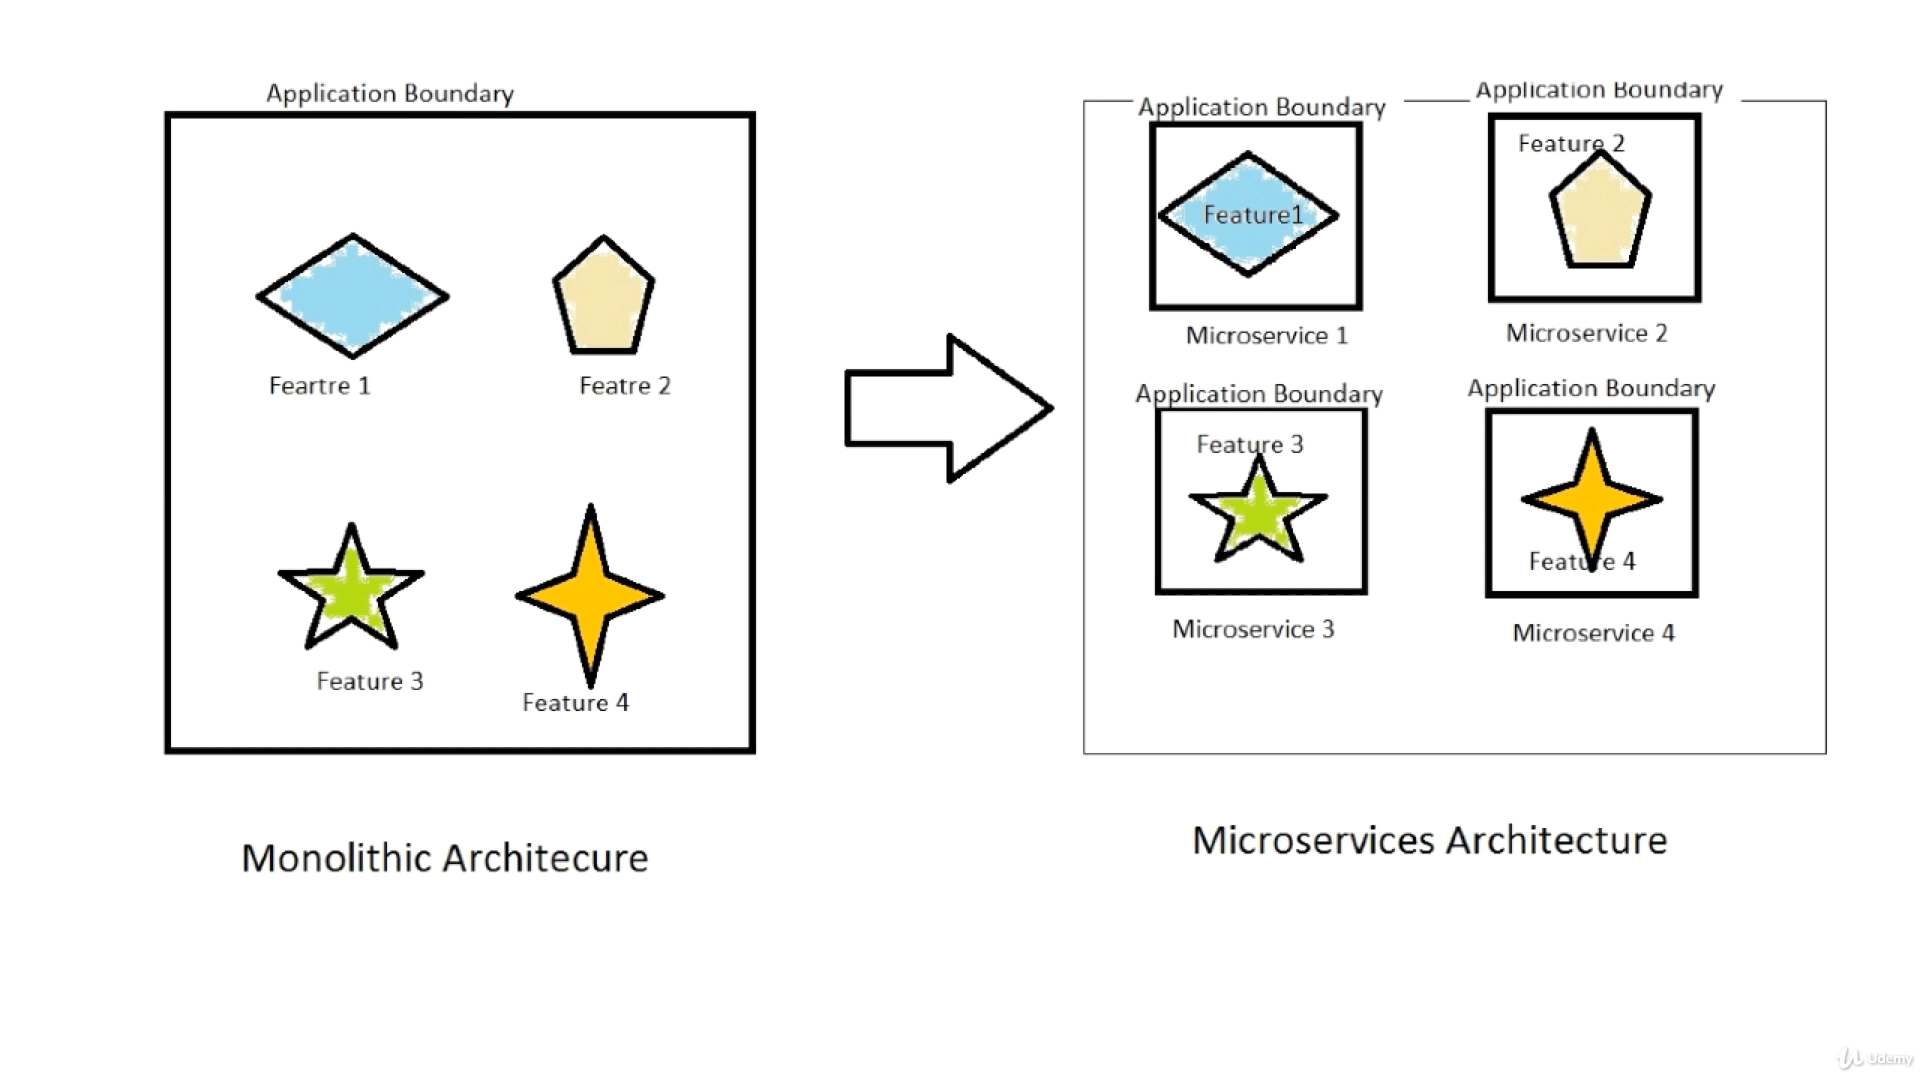 Application Boundary
Feartre 1
Featre 2
Feature 3
Feature 4
Monolithic Architecure
Application Boundary
Feature1
Microservice 1
Application Boundary
Feature 2
Microservice 2
Application Boundary
Feature 3
Microservice 3
Application Boundary
Feature 4
Microservice 4
Microservices Architecture
Udemy